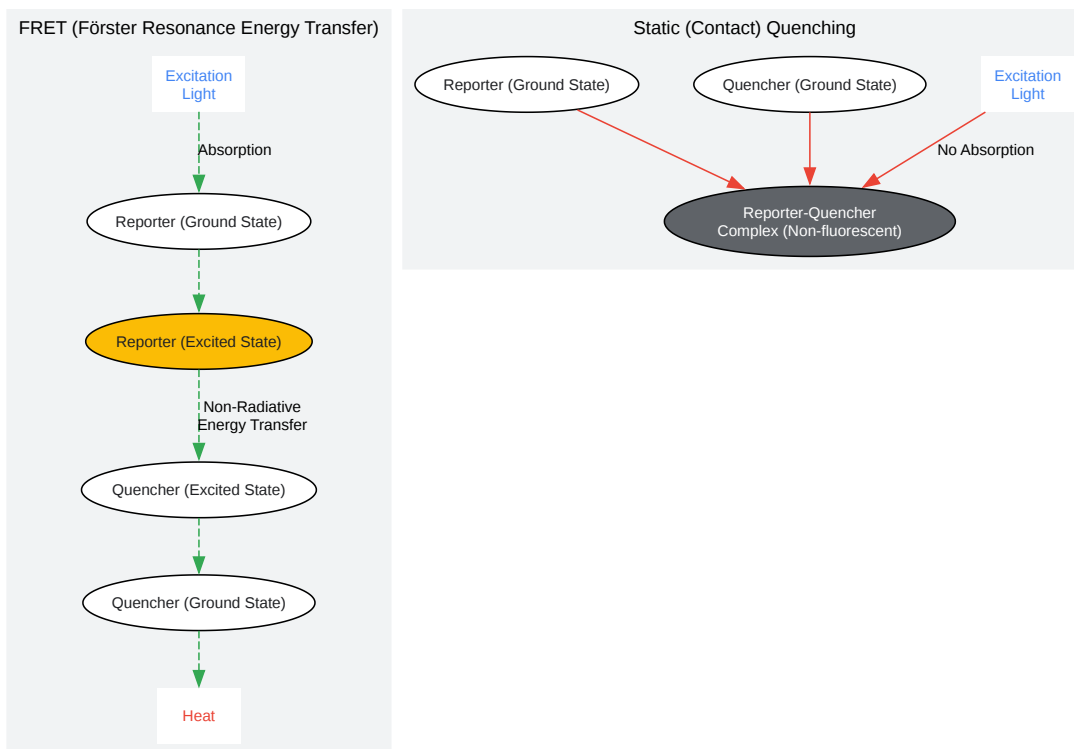 FRET (Förster Resonance Energy Transfer)
Excitation
Light
Absorption
Reporter (Ground State)
Reporter (Excited State)
Non-Radiative
Energy Transfer
Quencher (Excited State)
Quencher (Ground State)
Heat
Static (Contact) Quenching
Reporter (Ground State)
Quencher (Ground State)
Excitation
Light
No Absorption
Reporter-Quencher
Complex (Non-fluorescent)